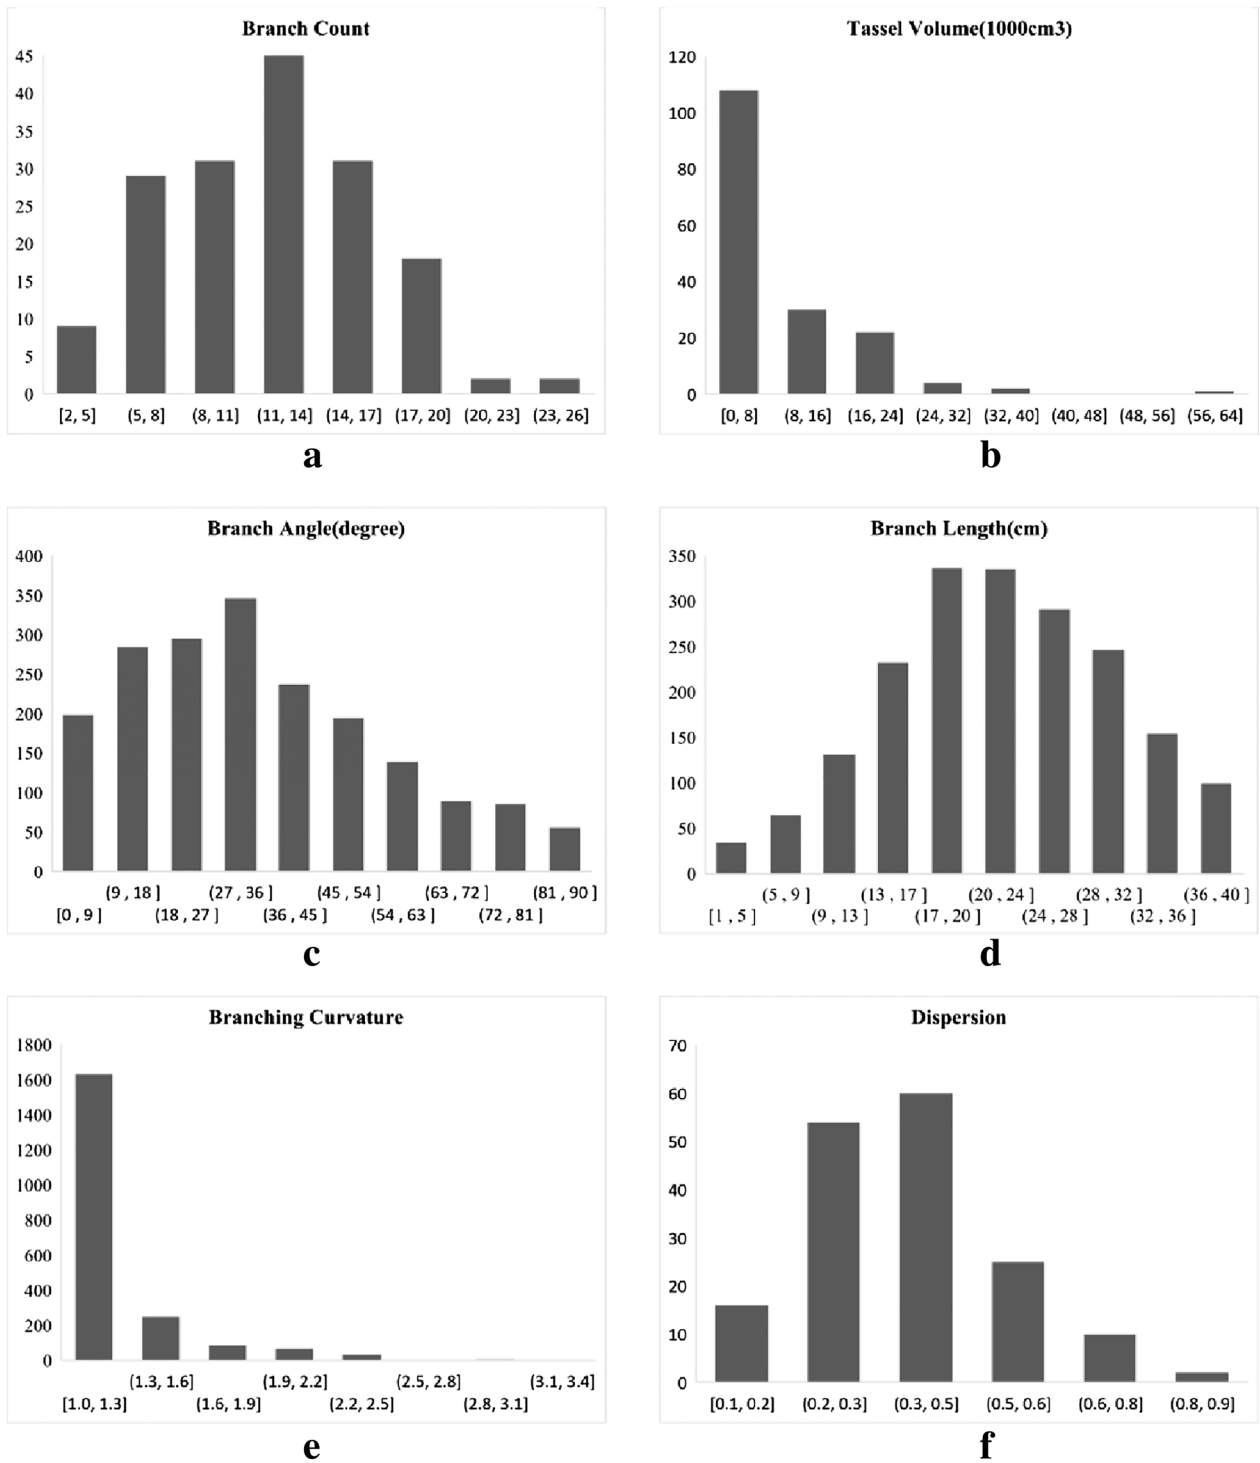 Branch Count
45
40
35
30
25
20
15
10
5
0
[2, 5] (5, 8] (8, 11] (11, 14] (14, 17] (17, 20] (20, 23] (23, 26]
a
Tassel Volume(1000cm3)
120
100
80
60
40
20
0
[0, 8] (8, 16] (16, 24] (24, 32] (32, 40] (40, 48] (48, 56] (56, 64]
b
Branch Angle(degree)
400
350
300
250
200
150
100
50
0
(9 , 18 ] (27 , 36 ] (45 , 54 ] (63 , 72 ] (81 , 90 ]
[0 , 9 ] (18 , 27 ] (36 , 45 ] (54 , 63 ] (72 , 81 ]
c
Branch Length(cm)
350
300
250
200
150
100
50
0
(5 , 9 ] (13 , 17 ] (20 , 24 ] (28 , 32 ] (36 , 40 ]
[1 , 5 ] (9 , 13 ] (17 , 20 ] (24 , 28 ] (32 , 36 ]
d
Branching Curvature
1800
1600
1400
1200
1000
800
600
400
200
0
(1.3, 1.6] (1.9, 2.2] (2.5, 2.8] (3.1, 3.4]
[1.0, 1.3] (1.6, 1.9] (2.2, 2.5] (2.8, 3.1]
e
Dispersion
70
60
50
40
30
20
10
0
[0.1, 0.2] (0.2, 0.3] (0.3, 0.5] (0.5, 0.6] (0.6, 0.8] (0.8, 0.9]
f